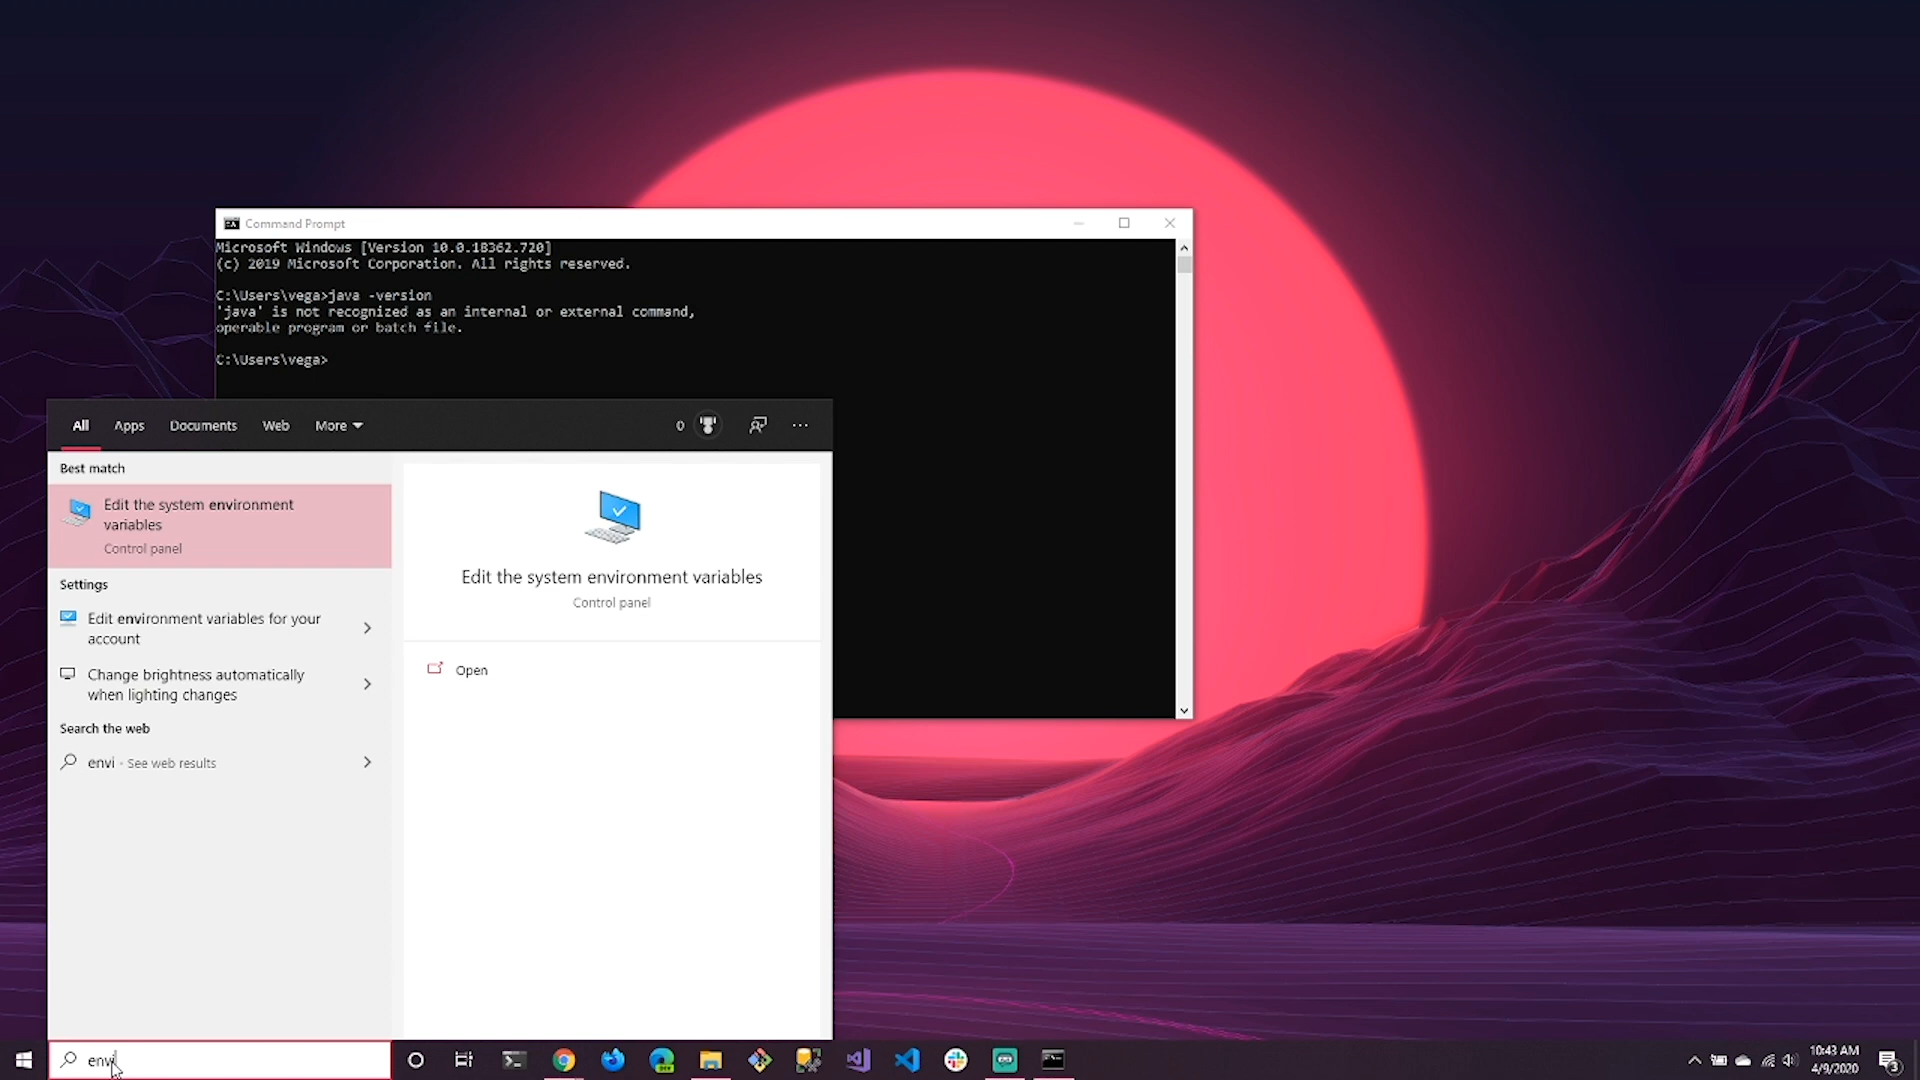 Command Prompt
Microsoft Windows [Version 10.0.18362.720]
(c) 2019 Microsoft Corporation. All rights reserved.
C:\Users\vega>java -version
'java' is not recognized as an internal or external command,
operable program or batch file.
C:\Users\vega>
All Apps Documents Web More 0 ...
Best match
Edit the system environment
variables
Control panel
Settings
Edit environment variables for your
account
Change brightness automatically
when lighting changes
Search the web
envi - See web results
Edit the system environment variables
Control panel
Open
envi
DEV
10:43 AM
4/9/2020
3